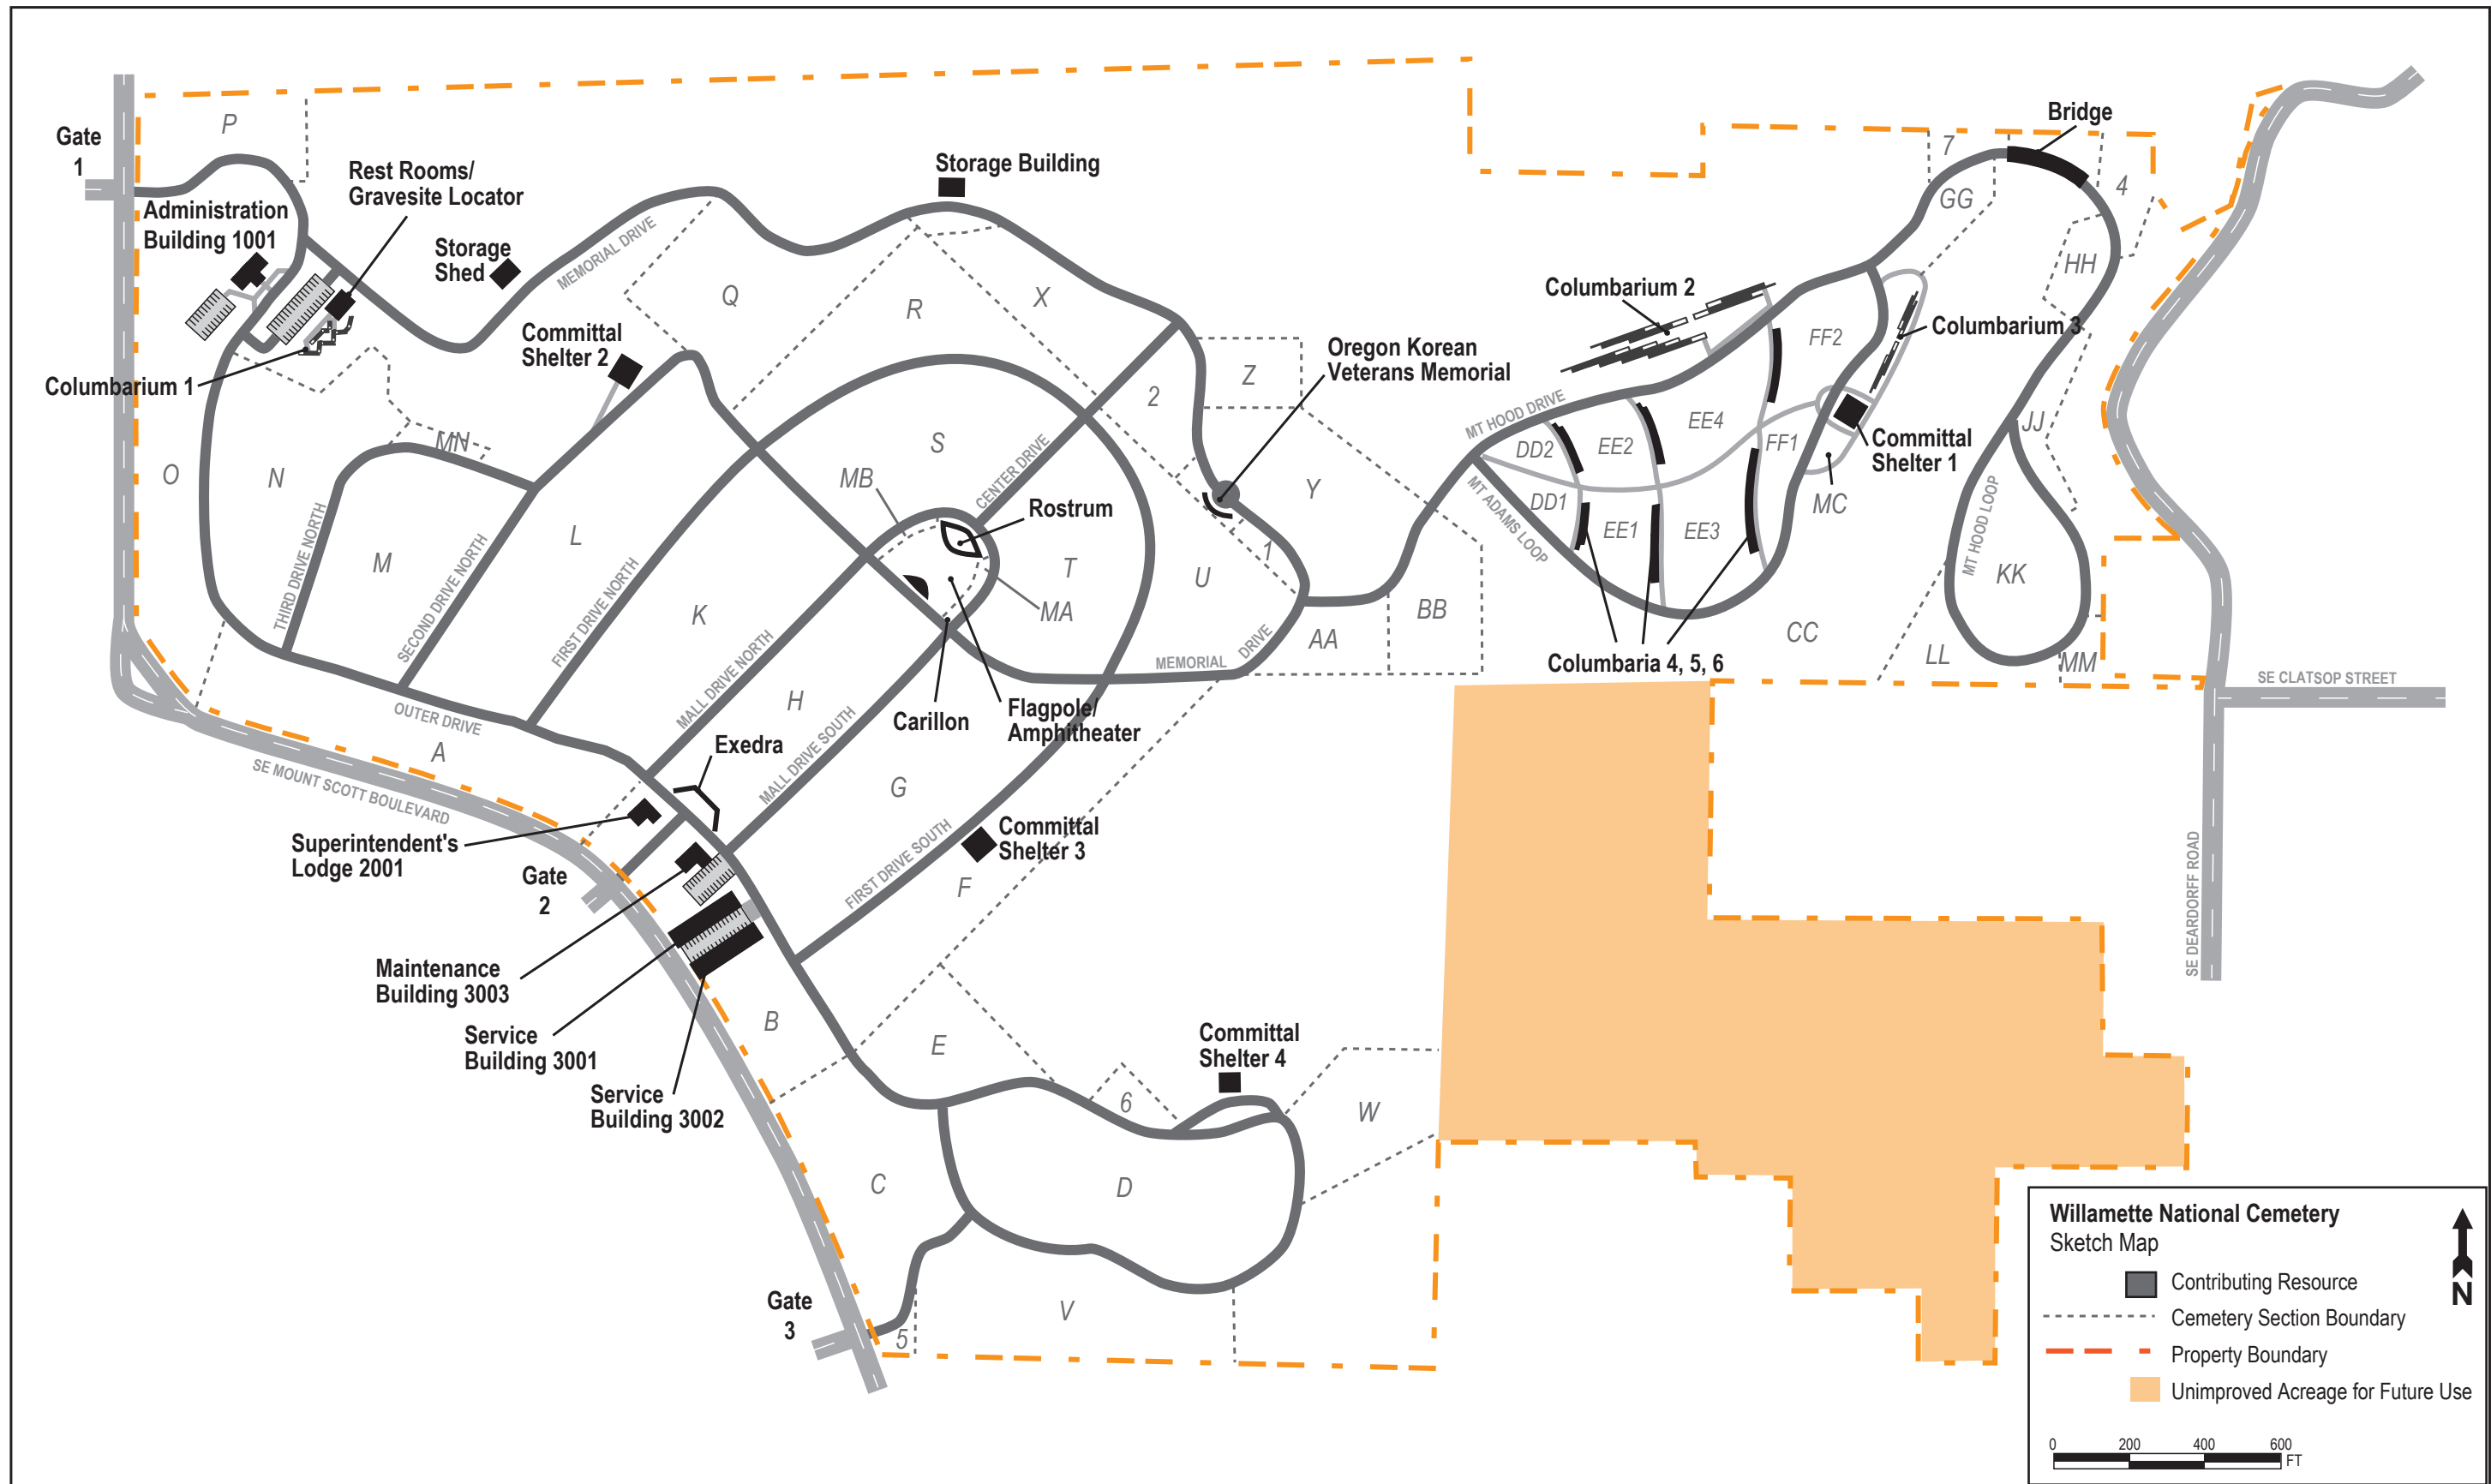 P
Gate
1
Rest Rooms/
Gravesite Locator
Administration
Building 1001
Storage
Shed
MEMORIAL DRIVE
Storage Building
Columbarium 1
Committal
Shelter 2
Q
R
X
Z
2
Oregon Korean
Veterans Memorial
Y
Columbarium 2
Bridge
7
GG
4
HH
Columbarium 3
FF2
EE4
EE2
DD2
MT HOOD DRIVE
FF1
Committal
Shelter 1
MC
JJ
DD1
EE1
EE3
MT ADAMS LOOP
MT HOOD LOOP
KK
O
N
MN
M
L
S
MB
CENTER DRIVE
Rostrum
THIRD DRIVE NORTH
SECOND DRIVE NORTH
FIRST DRIVE NORTH
K
T
MA
U
1
AA
BB
CC
LL
MM
MEMORIAL
DRIVE
Columbaria 4, 5, 6
SE CLATSOP STREET
SE DEARDORFF ROAD
OUTER DRIVE
A
SE MOUNT SCOTT BOULEVARD
MALL DRIVE NORTH
H
MALL DRIVE SOUTH
Carillon
Flagpole/
Amphitheater
Exedra
G
FIRST DRIVE SOUTH
Committal
Shelter 3
F
Superintendent's
Lodge 2001
Gate
2
Maintenance
Building 3003
Service
Building 3001
Service
Building 3002
B
E
Committal
Shelter 4
6
W
C
D
V
5
Gate
3
Willamette National Cemetery
Sketch Map
N
Contributing Resource
Cemetery Section Boundary
Property Boundary
Unimproved Acreage for Future Use
0 200 400 600
FT